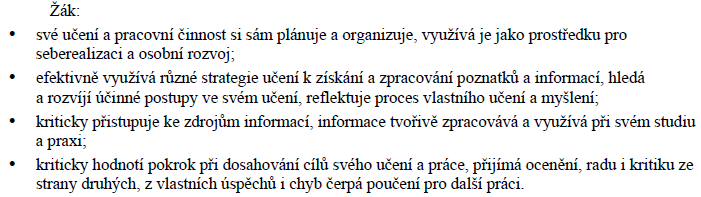 Žák:
• své učení a pracovní činnost si sám plánuje a organizuje, využívá je jako prostředku pro
seberealizaci a osobní rozvoj;
• efektivně využívá různé strategie učení k získání a zpracování poznatků a informací, hledá
a rozvíjí účinné postupy ve svém učení, reflektuje proces vlastního učení a myšlení;
• kriticky přistupuje ke zdrojům informací, informace tvořivě zpracovává a využívá při svém studiu
a praxi;
• kriticky hodnotí pokrok při dosahování cílů svého učení a práce, přijímá ocenění, radu i kritiku ze
strany druhých, z vlastních úspěchů i chyb čerpá poučení pro další práci.